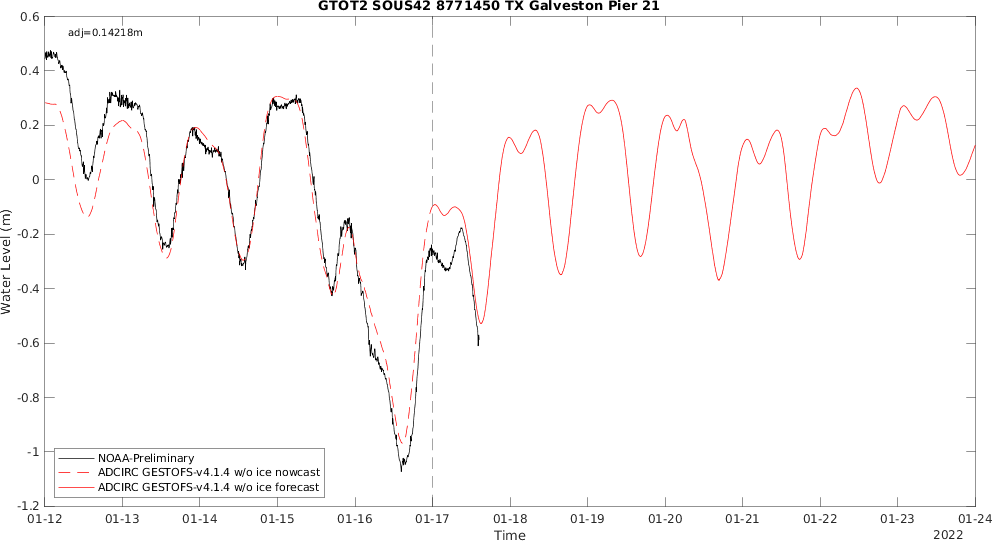 GTOT2 SOUS42 8771450 TX Galveston Pier 21
adj=0.14218m
0.6
0.4
0.2
0
-0.2
-0.4
-0.6
-0.8
-1
-1.2
Water Level (m)
NOAA-Preliminary
ADCIRC GESTOFS-v4.1.4 w/o ice nowcast
ADCIRC GESTOFS-v4.1.4 w/o ice forecast
01-12 01-13 01-14 01-15 01-16 01-17 01-18 01-19 01-20 01-21 01-22 01-23 01-24
Time
2022